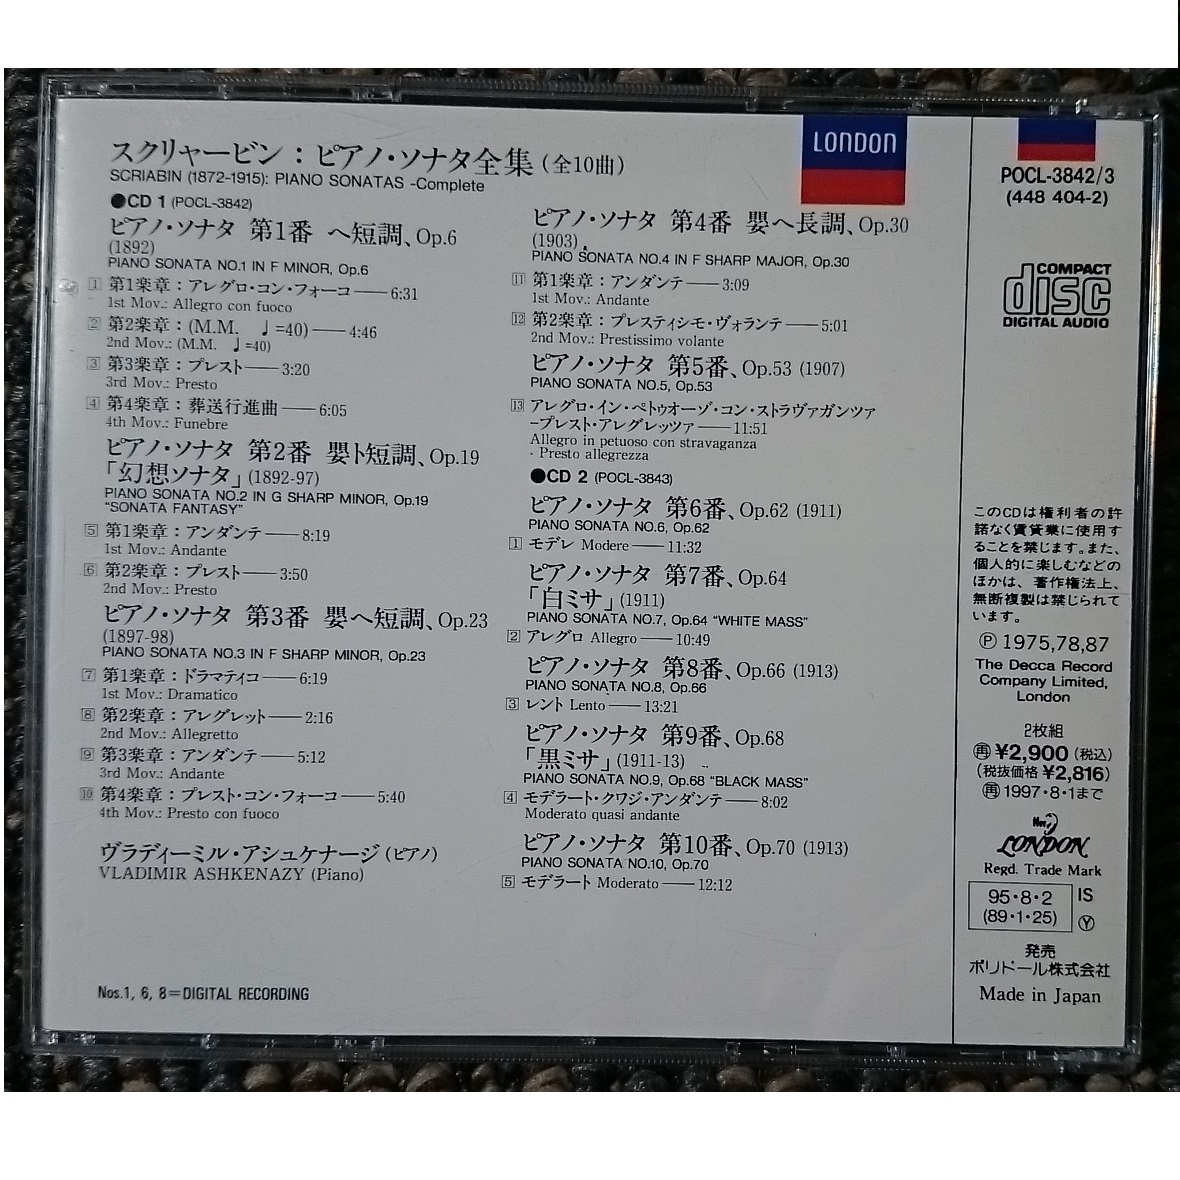 スクリャービン：ピアノ・ソナタ全集（全10曲）
SCRIABIN (1872-1915): PIANO SONATAS -Complete
●CD 1 (POCL-3842)
ピアノ・ソナタ 第1番 ヘ短調、Op.6
(1892)
PIANO SONATA NO.1 IN F MINOR, Op.6
1 第1楽章：アレグロ・コン・フォーコ——6:31
1st Mov.: Allegro con fuoco
2 第2楽章：(M.M. ♩=40)——4:46
2nd Mov.: (M.M. ♩=40)
3 第3楽章：プレスト——3:20
3rd Mov.: Presto
4 第4楽章：葬送行進曲——6:05
4th Mov.: Funebre
ピアノ・ソナタ 第2番 嬰ト短調、Op.19
「幻想ソナタ」(1892-97)
PIANO SONATA NO.2 IN G SHARP MINOR, Op.19
"SONATA FANTASY"
5 第1楽章：アンダンテ——8:19
1st Mov.: Andante
6 第2楽章：プレスト——3:50
2nd Mov.: Presto
ピアノ・ソナタ 第3番 嬰ヘ短調、Op.23
(1897-98)
PIANO SONATA NO.3 IN F SHARP MINOR, Op.23
7 第1楽章：ドラマティコ——6:19
1st Mov.: Dramatico
8 第2楽章：アレグレット——2:16
2nd Mov.: Allegretto
9 第3楽章：アンダンテ——5:12
3rd Mov.: Andante
10 第4楽章：プレスト・コン・フォーコ——5:40
4th Mov.: Presto con fuoco
ヴラディーミル・アシュケナージ（ピアノ）
VLADIMIR ASHKENAZY (Piano)
Nos.1, 6, 8=DIGITAL RECORDING
LONDON
ピアノ・ソナタ 第4番 嬰ヘ長調、Op.30
(1903)
PIANO SONATA NO.4 IN F SHARP MAJOR, Op.30
11 第1楽章：アンダンテ——3:09
1st Mov.: Andante
12 第2楽章：プレスティシモ・ヴォランテ——5:01
2nd Mov.: Prestissimo volante
ピアノ・ソナタ 第5番、Op.53 (1907)
PIANO SONATA NO.5, Op.53
13 アレグロ・イン・ペトゥオーゾ・コン・ストラヴァガンツァ
-プレスト・アレグレッツァ——11:51
Allegro in petuoso con stravaganza
- Presto allegrezza
●CD 2 (POCL-3843)
ピアノ・ソナタ 第6番、Op.62 (1911)
PIANO SONATA NO.6, Op.62
1 モデレ Modere——11:32
ピアノ・ソナタ 第7番、Op.64
「白ミサ」(1911)
PIANO SONATA NO.7, Op.64 "WHITE MASS"
2 アレグロ Allegro——10:49
ピアノ・ソナタ 第8番、Op.66 (1913)
PIANO SONATA NO.8, Op.66
3 レント Lento——13:21
ピアノ・ソナタ 第9番、Op.68
「黒ミサ」(1911-13)
PIANO SONATA NO.9, Op.68 "BLACK MASS"
4 モデラート・クワジ・アンダンテ——8:02
Moderato quasi andante
ピアノ・ソナタ 第10番、Op.70 (1913)
PIANO SONATA NO.10, Op.70
5 モデラート Moderato——12:12
POCL-3842/3
(448 404-2)
COMPACT
disc
DIGITAL AUDIO
このCDは権利者の許
諾なく賃貸業に使用す
ることを禁じます。また、
個人的に楽しむなどの
ほかは、著作権法上、
無断複製は禁じられて
います。
Ⓟ 1975,78,87
The Decca Record
Company Limited,
London
2枚組
㊢¥2,900（税込）
（税抜価格 ¥2,816）
㊢1997・8・1まで
LONDON
Regd. Trade Mark
95・8・2
(89・1・25)
IS
Ⓨ
発売
ポリドール株式会社
Made in Japan